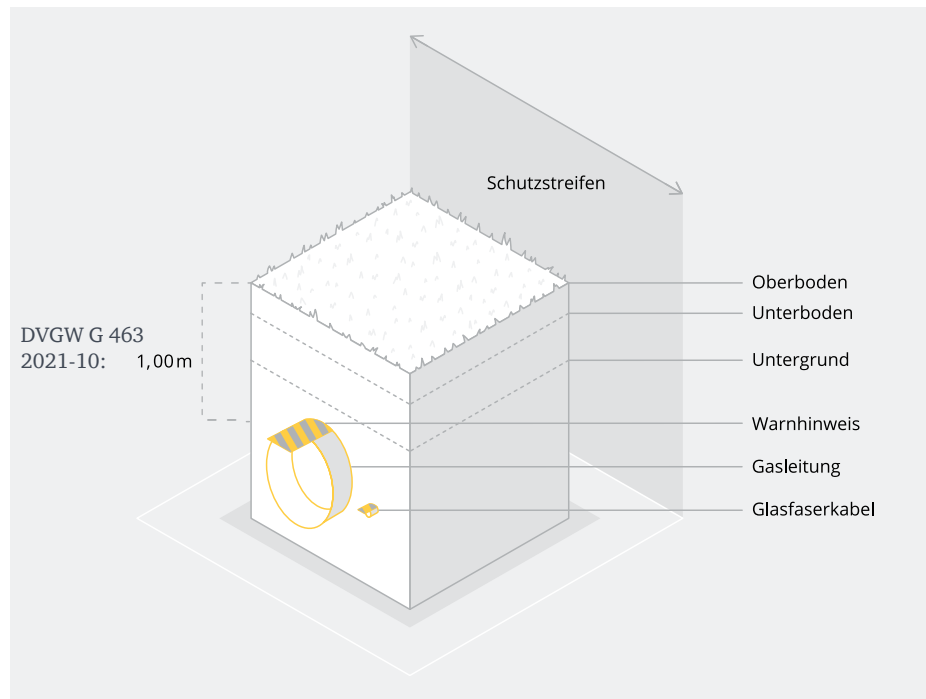 Schutzstreifen
DVGW G 463
2021-10: 1,00 m
Oberboden
Unterboden
Untergrund
Warnhinweis
Gasleitung
Glasfaserkabel